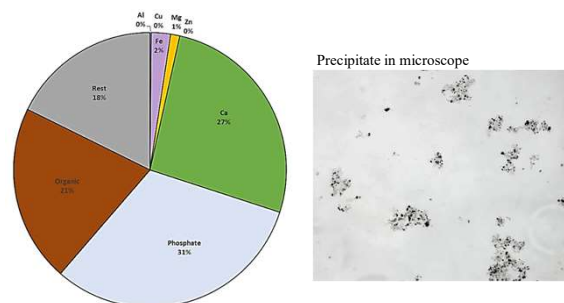 Al
0%
Cu
0%
Mg
1%
Zn
0%
Fe
2%
Ca
27%
Phosphate
31%
Organic
21%
Rest
18%
Precipitate in microscope